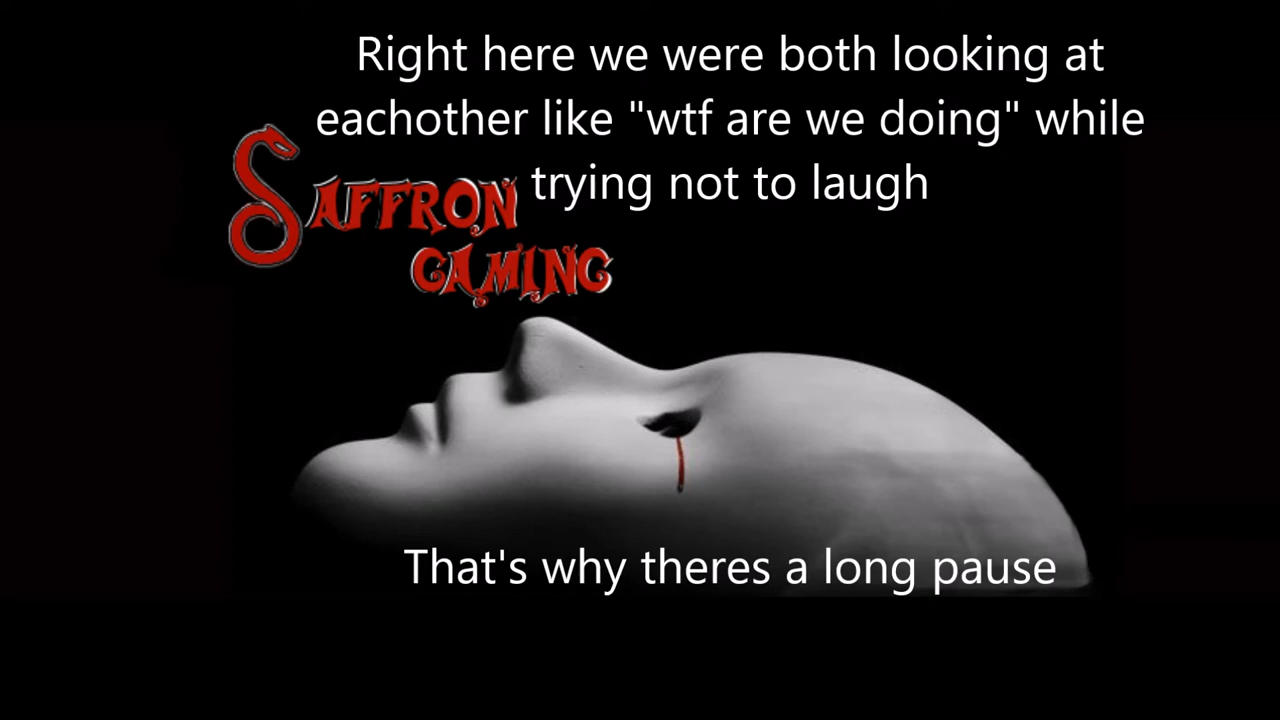 Right here we were both looking at
eachother like "wtf are we doing" while
trying not to laugh
SAFFRON
GAMING
That's why theres a long pause